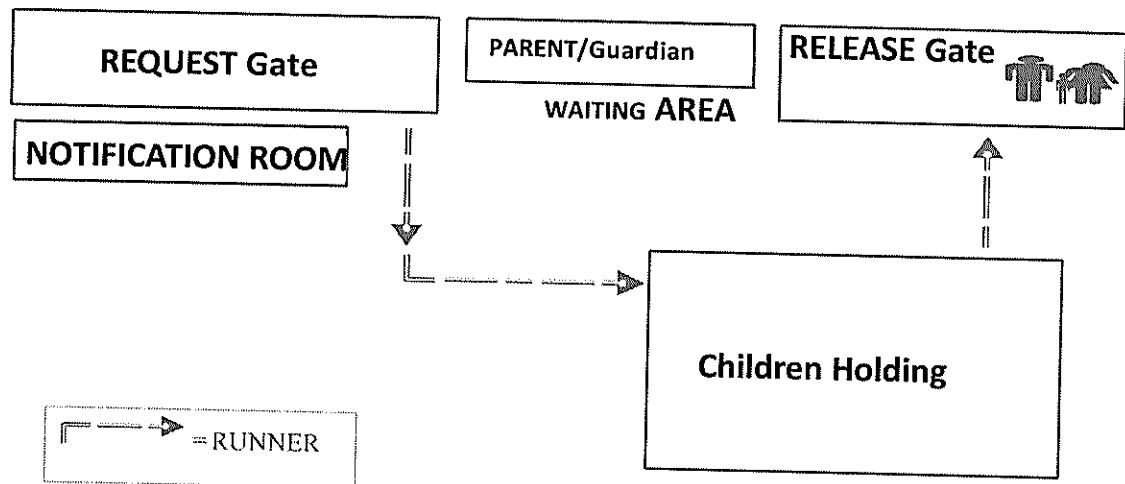 REQUEST Gate
NOTIFICATION ROOM
PARENT/Guardian
WAITING AREA
RELEASE Gate
Children Holding
= RUNNER